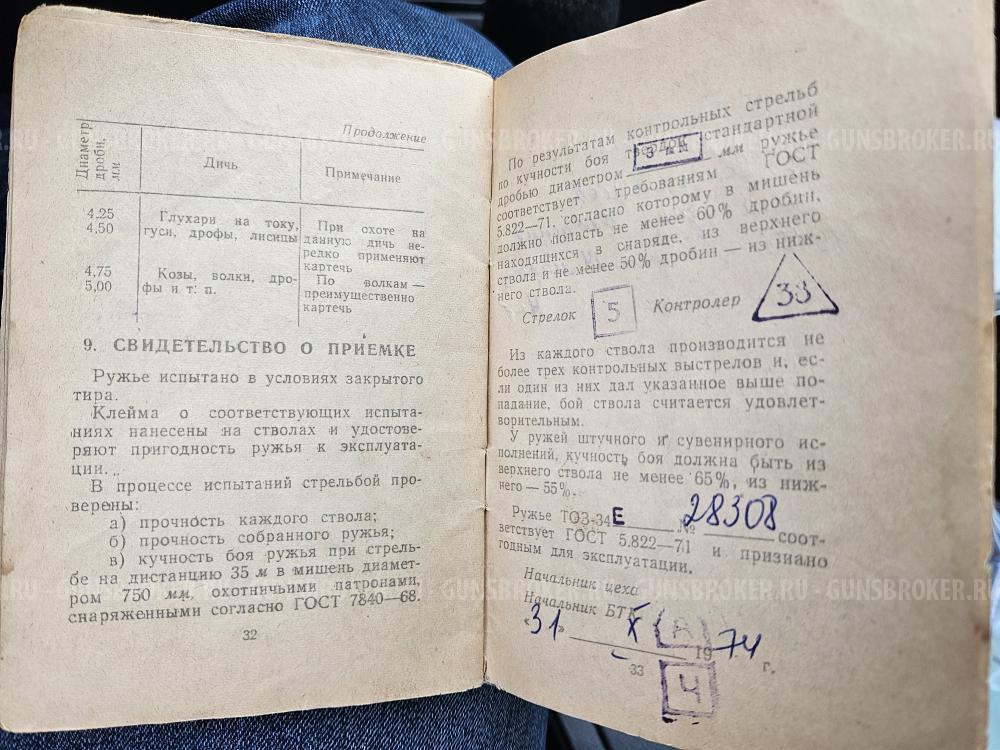 Продолжение
Диаметр дроби, мм
Дичь
Примечание
4,25
4,50
Глухари на току,
гуси, дрофы, лисицы
При охоте на
данную дичь не-
редко применяют
картечь
4,75
5,00
Козы, волки, дро-
фы и т. п.
По волкам —
преимущественно
картечь
9. СВИДЕТЕЛЬСТВО О ПРИЕМКЕ
Ружье испытано в условиях закрытого
тира.
Клейма о соответствующих испыта-
ниях нанесены на стволах и удостове-
ряют пригодность ружья к эксплуата-
ции.
В процессе испытаний стрельбой про-
верены:
а) прочность каждого ствола;
б) прочность собранного ружья;
в) кучность боя ружья при стрель-
бе на дистанцию 35 м в мишень диамет-
ром 750 мм, охотничьими патронами,
снаряженными согласно ГОСТ 7840—68.
32
По результатам контрольных стрельб
по кучности боя твердой стандартной
дробью диаметром 3 мм мм ружье
соответствует требованиям ГОСТ
5.822—71, согласно которому в мишень
должно попасть не менее 60% дробин,
находящихся в снаряде, из верхнего
ствола и не менее 50% дробин — из ниж-
него ствола.
Стрелок 5 Контролер 33
Из каждого ствола производится не
более трех контрольных выстрелов и, ес-
ли один из них дал указанное выше по-
падание, бой ствола считается удовлет-
ворительным.
У ружей штучного и сувенирного ис-
полнений, кучность боя должна быть из
верхнего ствола не менее 65%, из ниж-
него — 55%.
Ружье ТОЗ-34 Е № 28308 соот-
ветствует ГОСТ 5.822—71 и признано
годным для эксплуатации.
Начальник цеха
Начальник БТК
«31» X 1974 г.
А
33
4
GUNSBROKER.RU